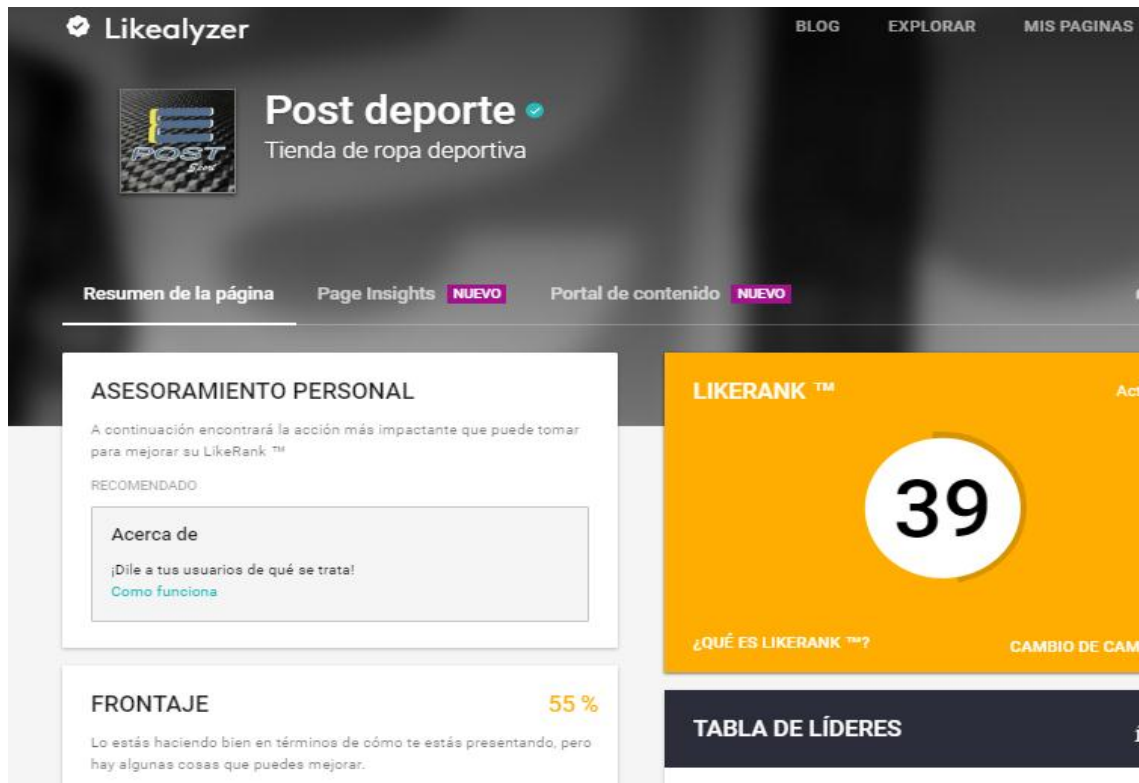 Likealyzer
BLOG EXPLORAR MIS PAGINAS
POST
Post deporte
Tienda de ropa deportiva
Resumen de la página Page Insights NUEVO Portal de contenido NUEVO
ASESORAMIENTO PERSONAL
A continuación encontrará la acción más impactante que puede tomar
para mejorar su LikeRank ™
RECOMENDADO
Acerca de
¡Dile a tus usuarios de qué se trata!
Como funciona
FRONTAJE 55 %
Lo estás haciendo bien en términos de cómo te estás presentando, pero
hay algunas cosas que puedes mejorar.
LIKERANK ™
39
¿QUÉ ES LIKERANK ™? CAMBIO DE CAM
TABLA DE LÍDERES